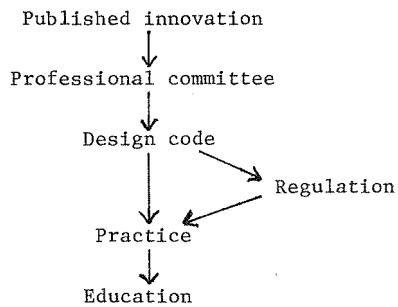 Published innovation
Professional committee
Design code
Regulation
Practice
Education